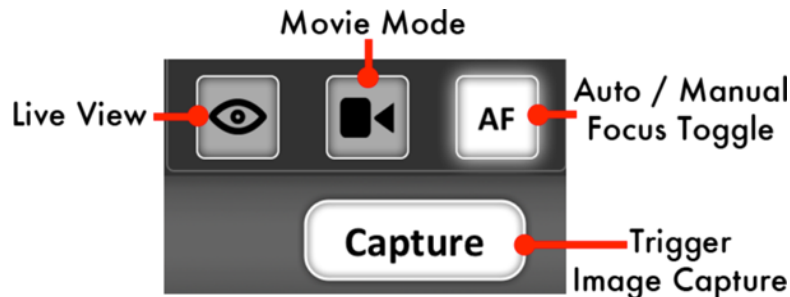 Movie Mode
Live View
AF
Auto / Manual
Focus Toggle
Capture
Trigger
Image Capture